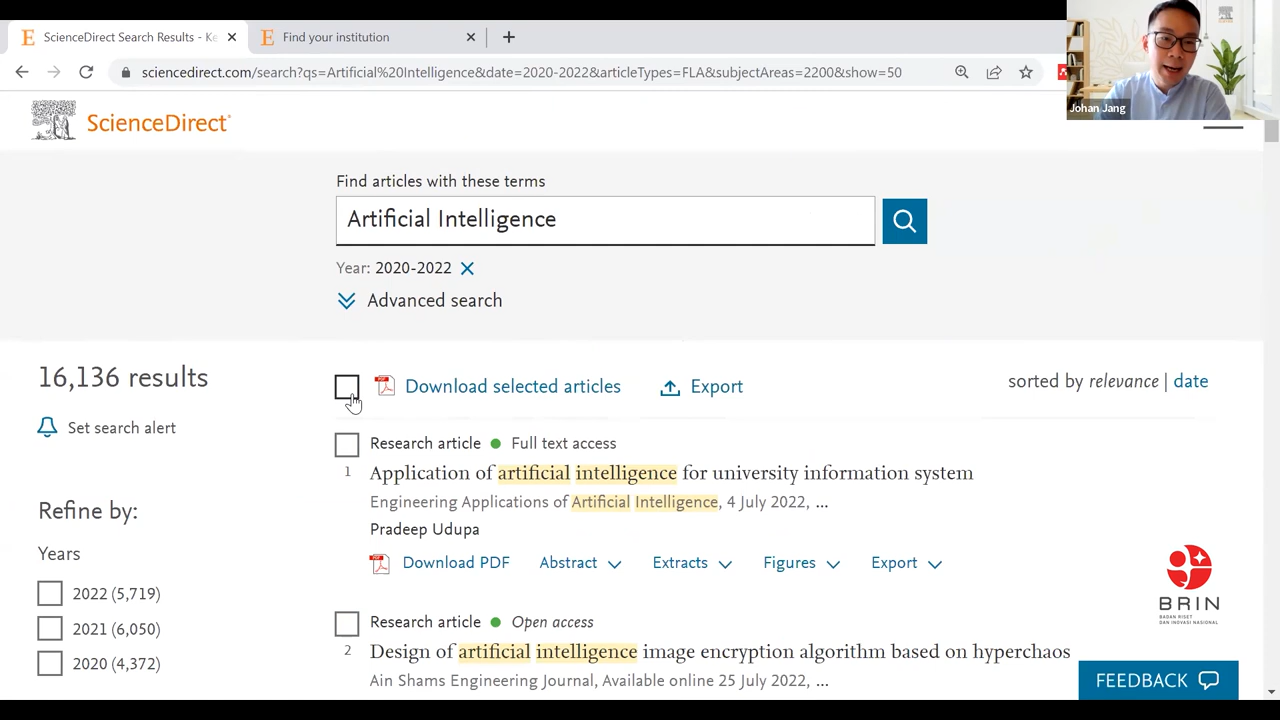 ScienceDirect Search Results - Ke
Find your institution
sciencedirect.com/search?qs=Artificial%20Intelligence&date=2020-2022&articleTypes=FLA&subjectAreas=2200&show=50
Johan Jang
ScienceDirect
Find articles with these terms
Artificial Intelligence
Year: 2020-2022
Advanced search
16,136 results
Download selected articles
Export
sorted by relevance | date
Set search alert
Research article Full text access
1 Application of artificial intelligence for university information system
Engineering Applications of Artificial Intelligence, 4 July 2022, ...
Pradeep Udupa
Download PDF Abstract Extracts Figures Export
Refine by:
Years
2022 (5,719)
2021 (6,050)
2020 (4,372)
Research article Open access
2 Design of artificial intelligence image encryption algorithm based on hyperchaos
Ain Shams Engineering Journal, Available online 25 July 2022, ...
BRIN
BADAN RISET
DAN INOVASI NASIONAL
FEEDBACK